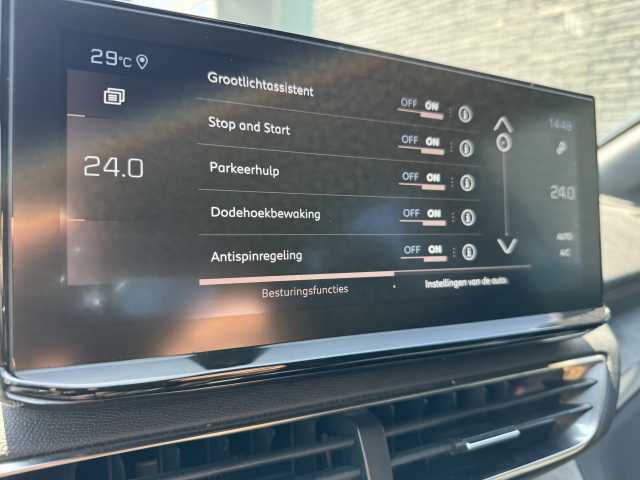 29°C
Grootlichtassistent OFF ON
Stop and Start OFF ON
14:48
24.0
Parkeerhulp OFF ON
24.0
Dodehoekbewaking OFF ON
AUTO
Antispinregeling OFF ON
A/C
Besturingsfuncties
Instellingen van de auto.